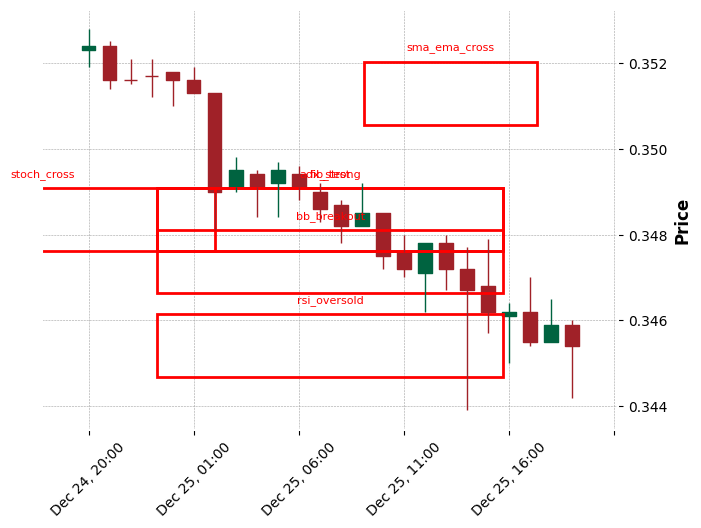 sma_ema_cross
0.352
0.350
stoch_cross
bb_breakout
0.348
Price
rsi_oversold
0.346
0.344
Dec 24, 20:00
Dec 25, 01:00
Dec 25, 06:00
Dec 25, 11:00
Dec 25, 16:00